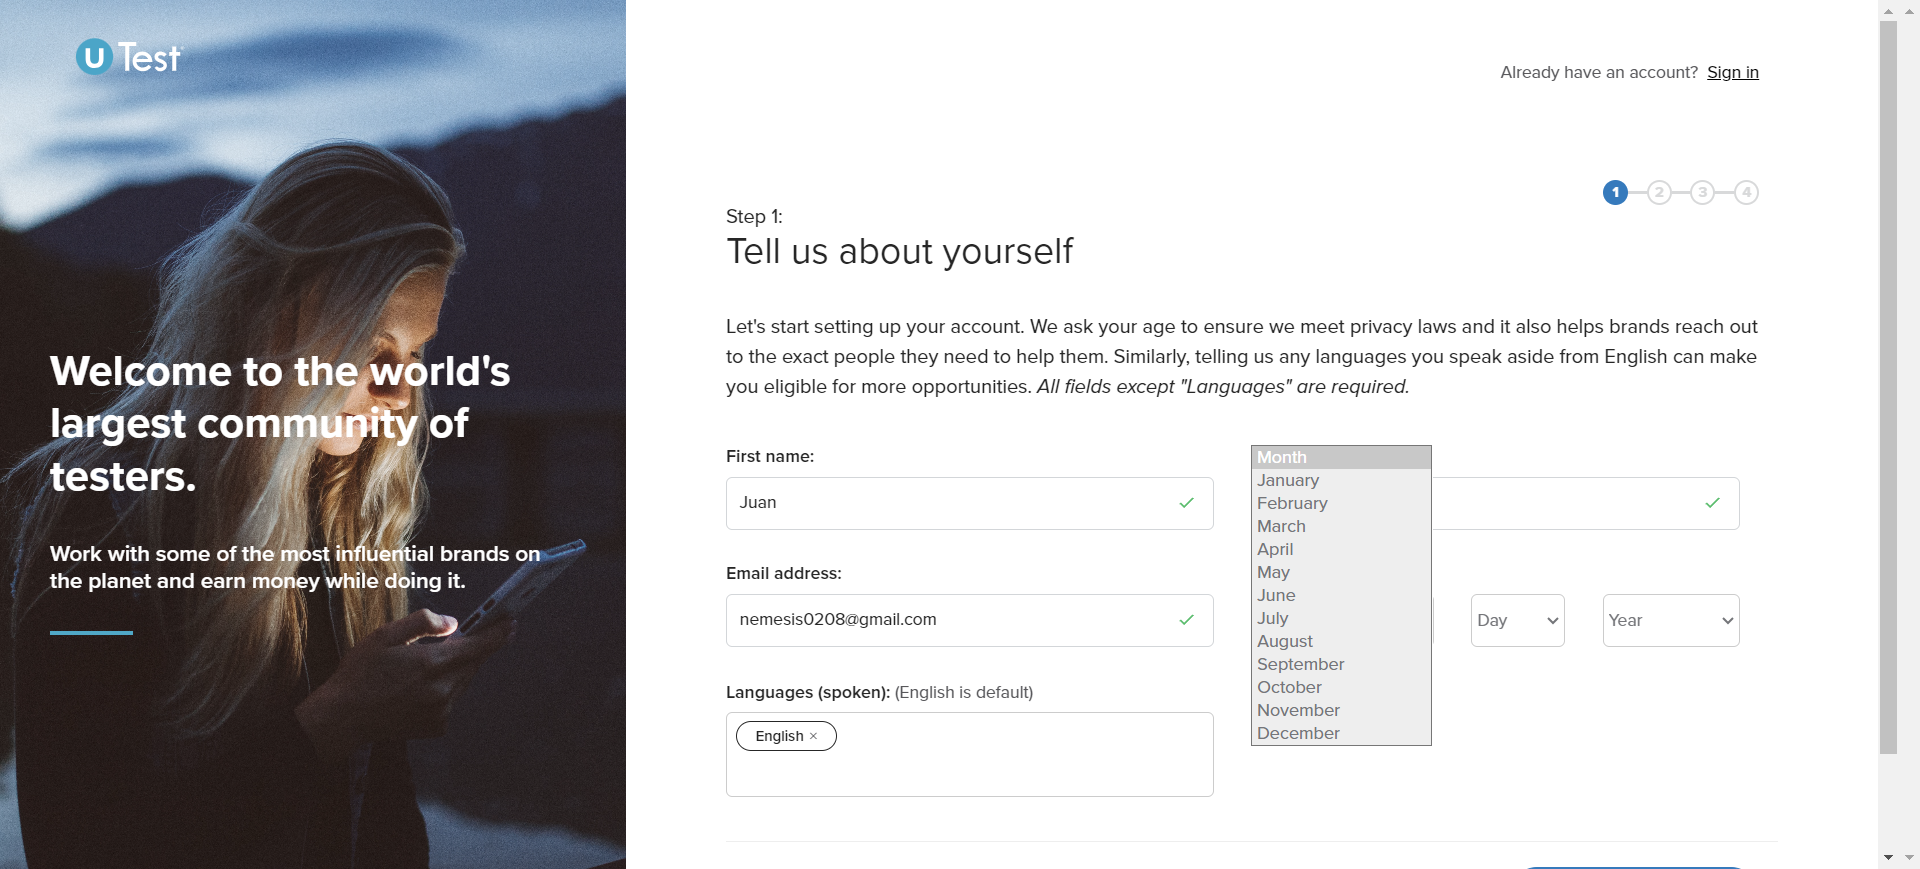 U Test
Welcome to the world's
largest community of
testers.
Work with some of the most influential brands on
the planet and earn money while doing it.
Already have an account? Sign in
1 2 3 4
Step 1:
Tell us about yourself
Let's start setting up your account. We ask your age to ensure we meet privacy laws and it also helps brands reach out
to the exact people they need to help them. Similarly, telling us any languages you speak aside from English can make
you eligible for more opportunities. All fields except "Languages" are required.
First name:
Juan
Email address:
nemesis0208@gmail.com
Languages (spoken): (English is default)
English ×
Month
January
February
March
April
May
June
July
August
September
October
November
December
Day
Year